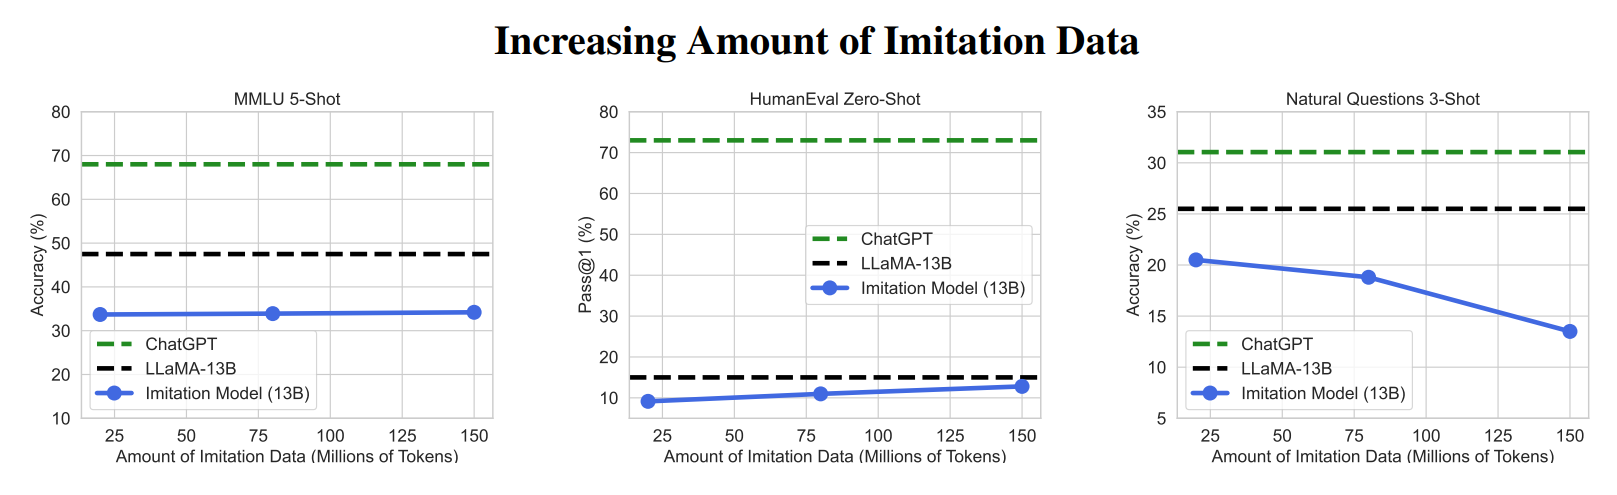 Increasing Amount of Imitation Data
MMLU 5-Shot
80
70
60
50
40
30
20
10
Accuracy (%)
ChatGPT
LLaMA-13B
Imitation Model (13B)
25 50 75 100 125 150
Amount of Imitation Data (Millions of Tokens)
HumanEval Zero-Shot
80
70
60
50
40
30
20
10
Pass@1 (%)
ChatGPT
LLaMA-13B
Imitation Model (13B)
25 50 75 100 125 150
Amount of Imitation Data (Millions of Tokens)
Natural Questions 3-Shot
35
30
25
20
15
10
5
Accuracy (%)
ChatGPT
LLaMA-13B
Imitation Model (13B)
25 50 75 100 125 150
Amount of Imitation Data (Millions of Tokens)